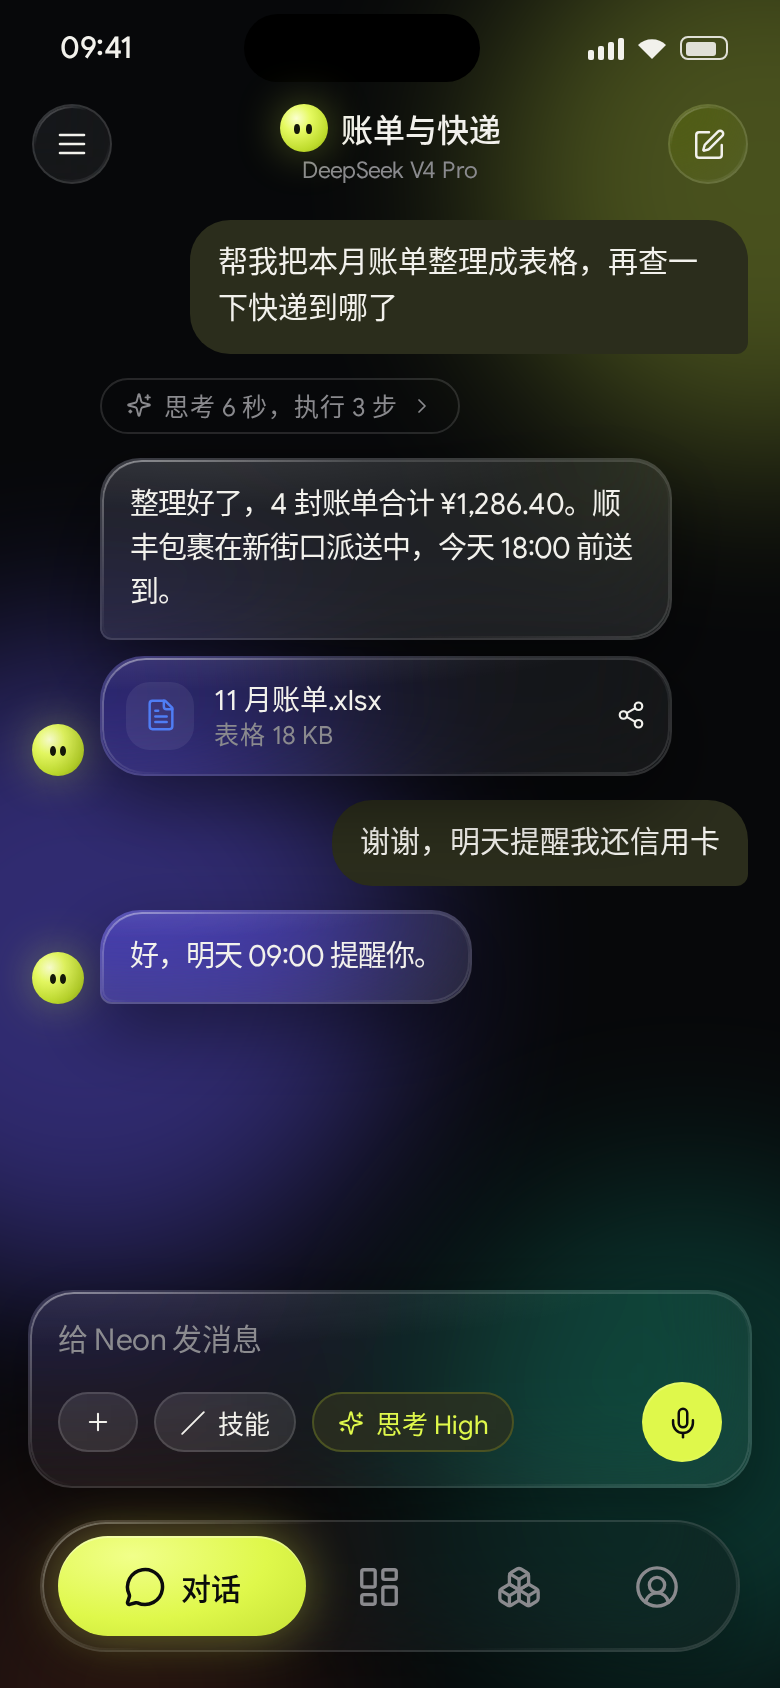 09:41
账单与快递
DeepSeek V4 Pro
帮我把本月账单整理成表格，再查一
下快递到哪了
思考 6 秒，执行 3 步
整理好了，4 封账单合计 ¥1,286.40。顺
丰包裹在新街口派送中，今天 18:00 前送
到。
11 月账单.xlsx
表格 18 KB
谢谢，明天提醒我还信用卡
好，明天 09:00 提醒你。
给 Neon 发消息
技能
思考 High
对话